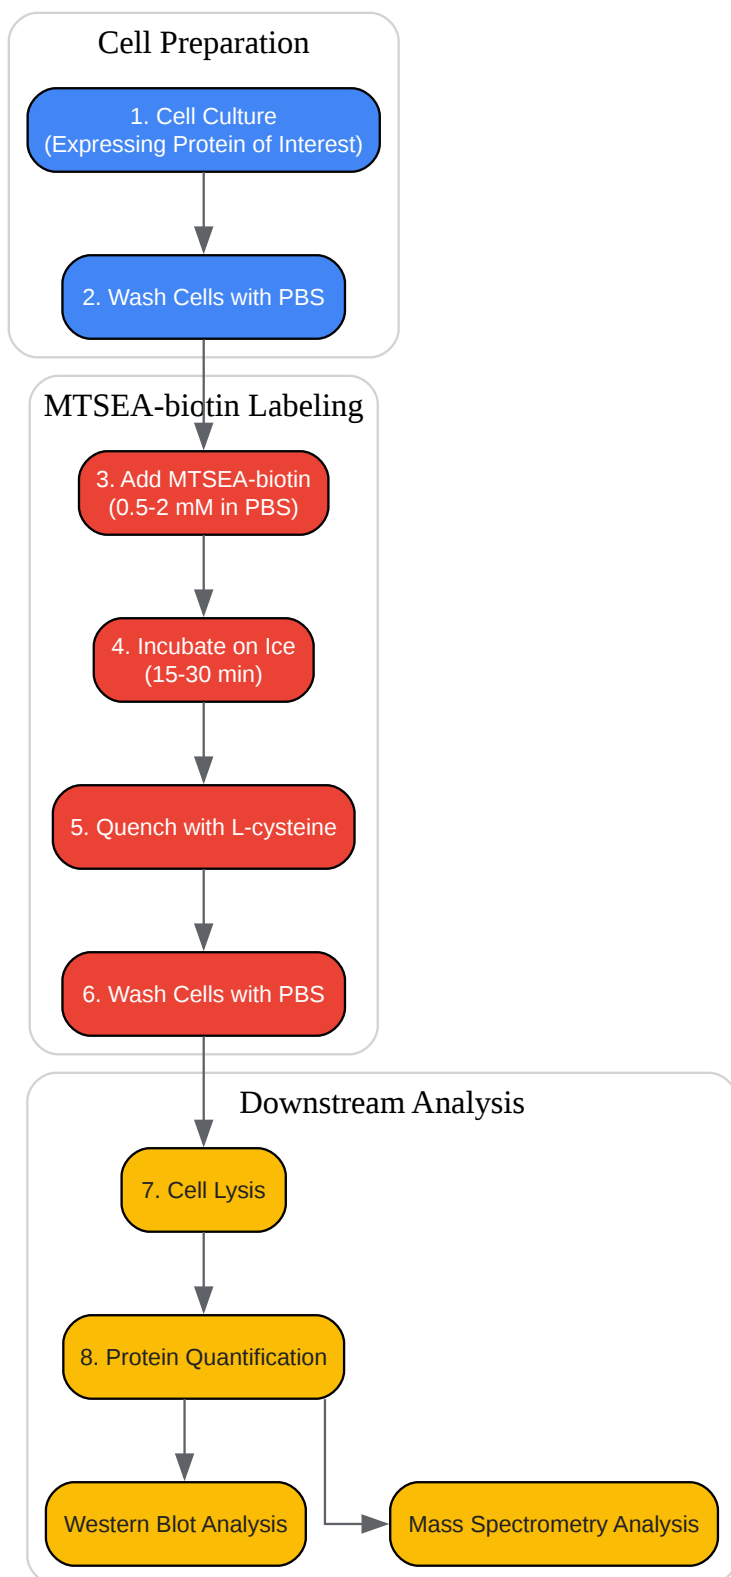 Cell Preparation
1. Cell Culture
(Expressing Protein of Interest)
2. Wash Cells with PBS
MTSEA-biotin Labeling
3. Add MTSEA-biotin
(0.5-2 mM in PBS)
4. Incubate on Ice
(15-30 min)
5. Quench with L-cysteine
6. Wash Cells with PBS
Downstream Analysis
7. Cell Lysis
8. Protein Quantification
Western Blot Analysis
Mass Spectrometry Analysis